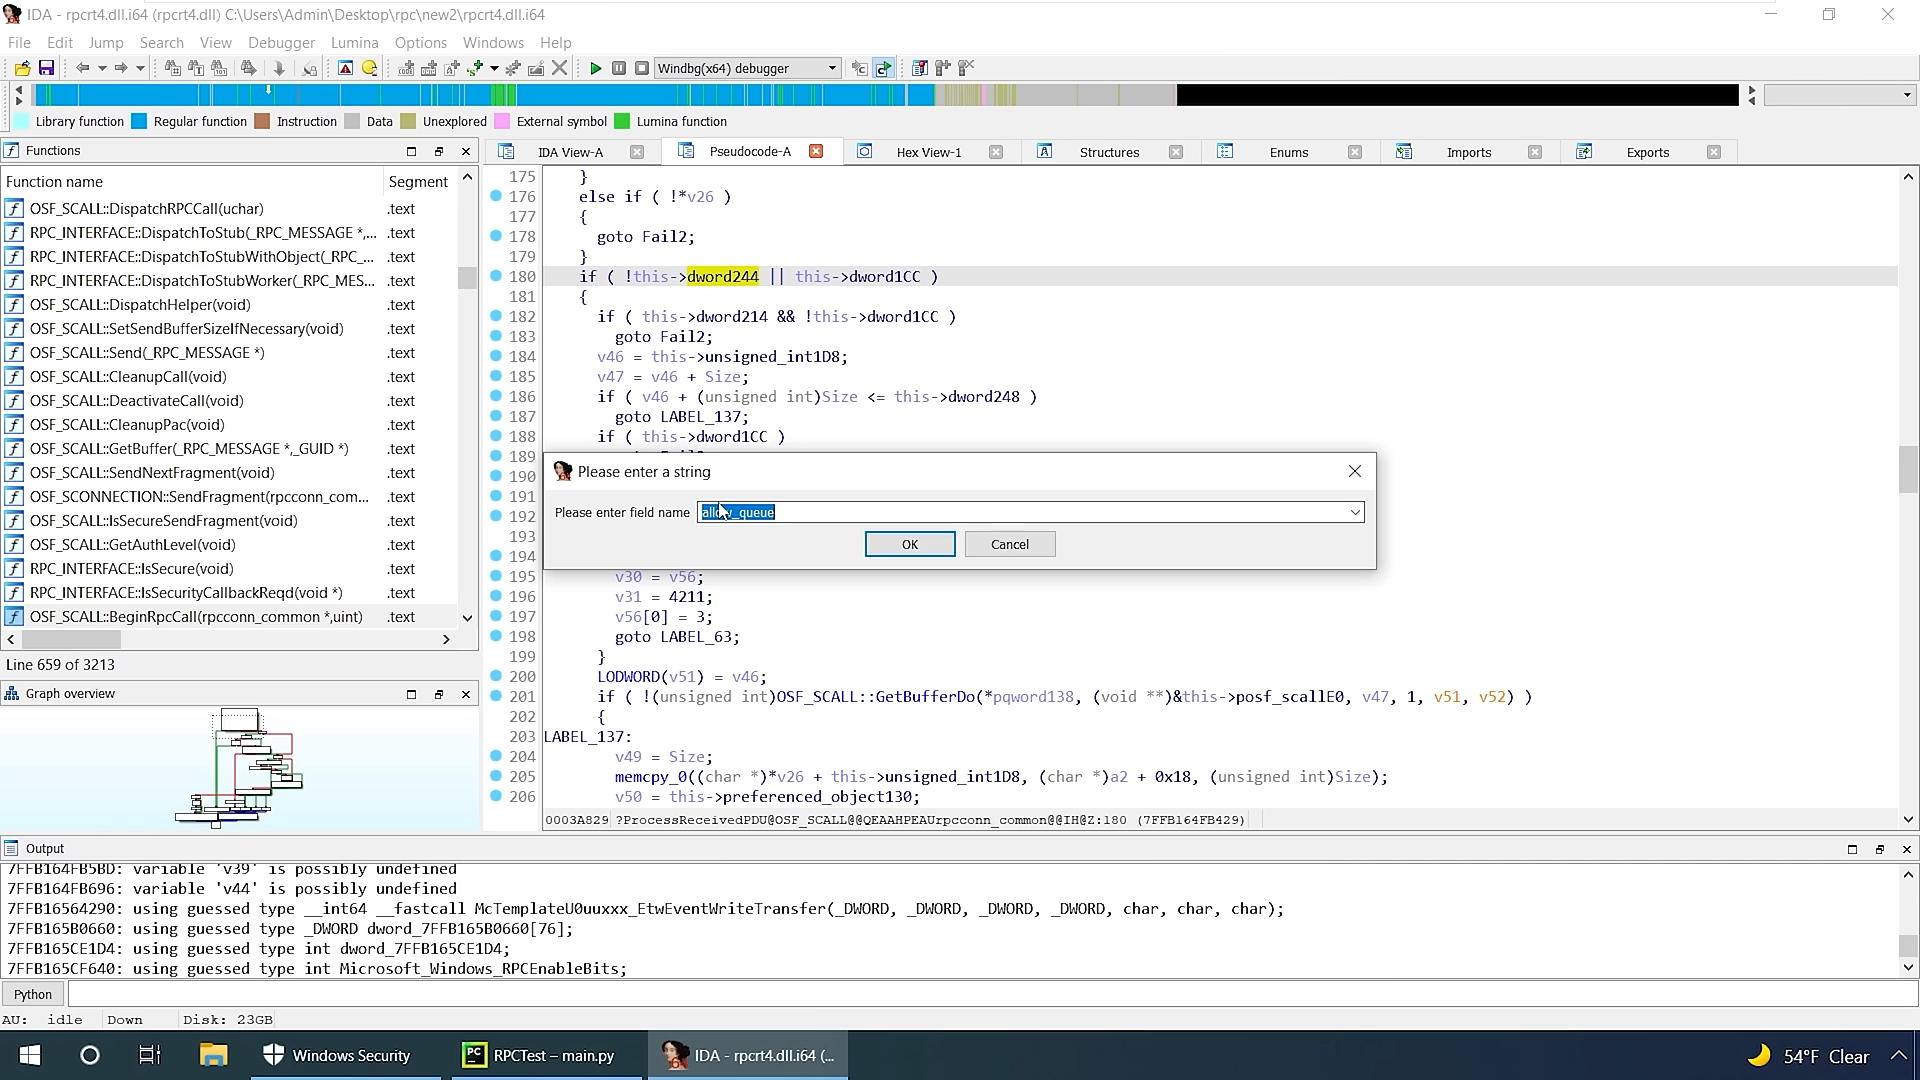 IDA - rpcrt4.dll.i64 (rpcrt4.dll) C:\Users\Admin\Desktop\rpc\new2\rpcrt4.dll.i64
File Edit Jump Search View Debugger Lumina Options Windows Help
Windbg(x64) debugger
Library function Regular function Instruction Data Unexplored External symbol Lumina function
Functions
Function name Segment
OSF_SCALL::DispatchRPCCall(uchar) .text
RPC_INTERFACE::DispatchToStub(_RPC_MESSAGE *,... .text
RPC_INTERFACE::DispatchToStubWithObject(_RPC_... .text
RPC_INTERFACE::DispatchToStubWorker(_RPC_MES... .text
OSF_SCALL::DispatchHelper(void) .text
OSF_SCALL::SetSendBufferSizeIfNecessary(void) .text
OSF_SCALL::Send(_RPC_MESSAGE *) .text
OSF_SCALL::CleanupCall(void) .text
OSF_SCALL::DeactivateCall(void) .text
OSF_SCALL::CleanupPac(void) .text
OSF_SCALL::GetBuffer(_RPC_MESSAGE *,_GUID *) .text
OSF_SCALL::SendNextFragment(void) .text
OSF_SCONNECTION::SendFragment(rpcconn_com... .text
OSF_SCALL::IsSecureSendFragment(void) .text
OSF_SCALL::GetAuthLevel(void) .text
RPC_INTERFACE::IsSecure(void) .text
RPC_INTERFACE::IsSecurityCallbackReqd(void *) .text
OSF_SCALL::BeginRpcCall(rpcconn_common *,uint) .text
Line 659 of 3213
Graph overview
IDA View-A Pseudocode-A Hex View-1 Structures Enums Imports Exports
175 }
176 else if ( !*v26 )
177 {
178 goto Fail2;
179 }
180 if ( !this->dword244 || this->dword1CC )
181 {
182 if ( this->dword214 && !this->dword1CC )
183 goto Fail2;
184 v46 = this->unsigned_int1D8;
185 v47 = v46 + Size;
186 if ( v46 + (unsigned int)Size <= this->dword248 )
187 goto LABEL_137;
188 if ( this->dword1CC )
189
190
191
192
193
194
195 v30 = v56;
196 v31 = 4211;
197 v56[0] = 3;
198 goto LABEL_63;
199 }
200 LODWORD(v51) = v46;
201 if ( !(unsigned int)OSF_SCALL::GetBufferDo(*pqword138, (void **)&this->posf_scallE0, v47, 1, v51, v52) )
202 {
203 LABEL_137:
204 v49 = Size;
205 memcpy_0((char *)*v26 + this->unsigned_int1D8, (char *)a2 + 0x18, (unsigned int)Size);
206 v50 = this->preferenced_object130;
0003A829 ?ProcessReceivedPDU@OSF_SCALL@@QEAAHPEAUrpcconn_common@@IH@Z:180 (7FFB164FB429)
Please enter a string
Please enter field name allow_queue
OK Cancel
Output
7FFB164FB5BD: variable 'v39' is possibly undefined
7FFB164FB696: variable 'v44' is possibly undefined
7FFB16564290: using guessed type __int64 __fastcall McTemplateU0uuxxx_EtwEventWriteTransfer(_DWORD, _DWORD, _DWORD, _DWORD, char, char, char);
7FFB165B0660: using guessed type _DWORD dword_7FFB165B0660[76];
7FFB165CE1D4: using guessed type int dword_7FFB165CE1D4;
7FFB165CF640: using guessed type int Microsoft_Windows_RPCEnableBits;
Python
AU: idle Down Disk: 23GB
Windows Security RPCTest – main.py IDA - rpcrt4.dll.i64 (... 54°F Clear